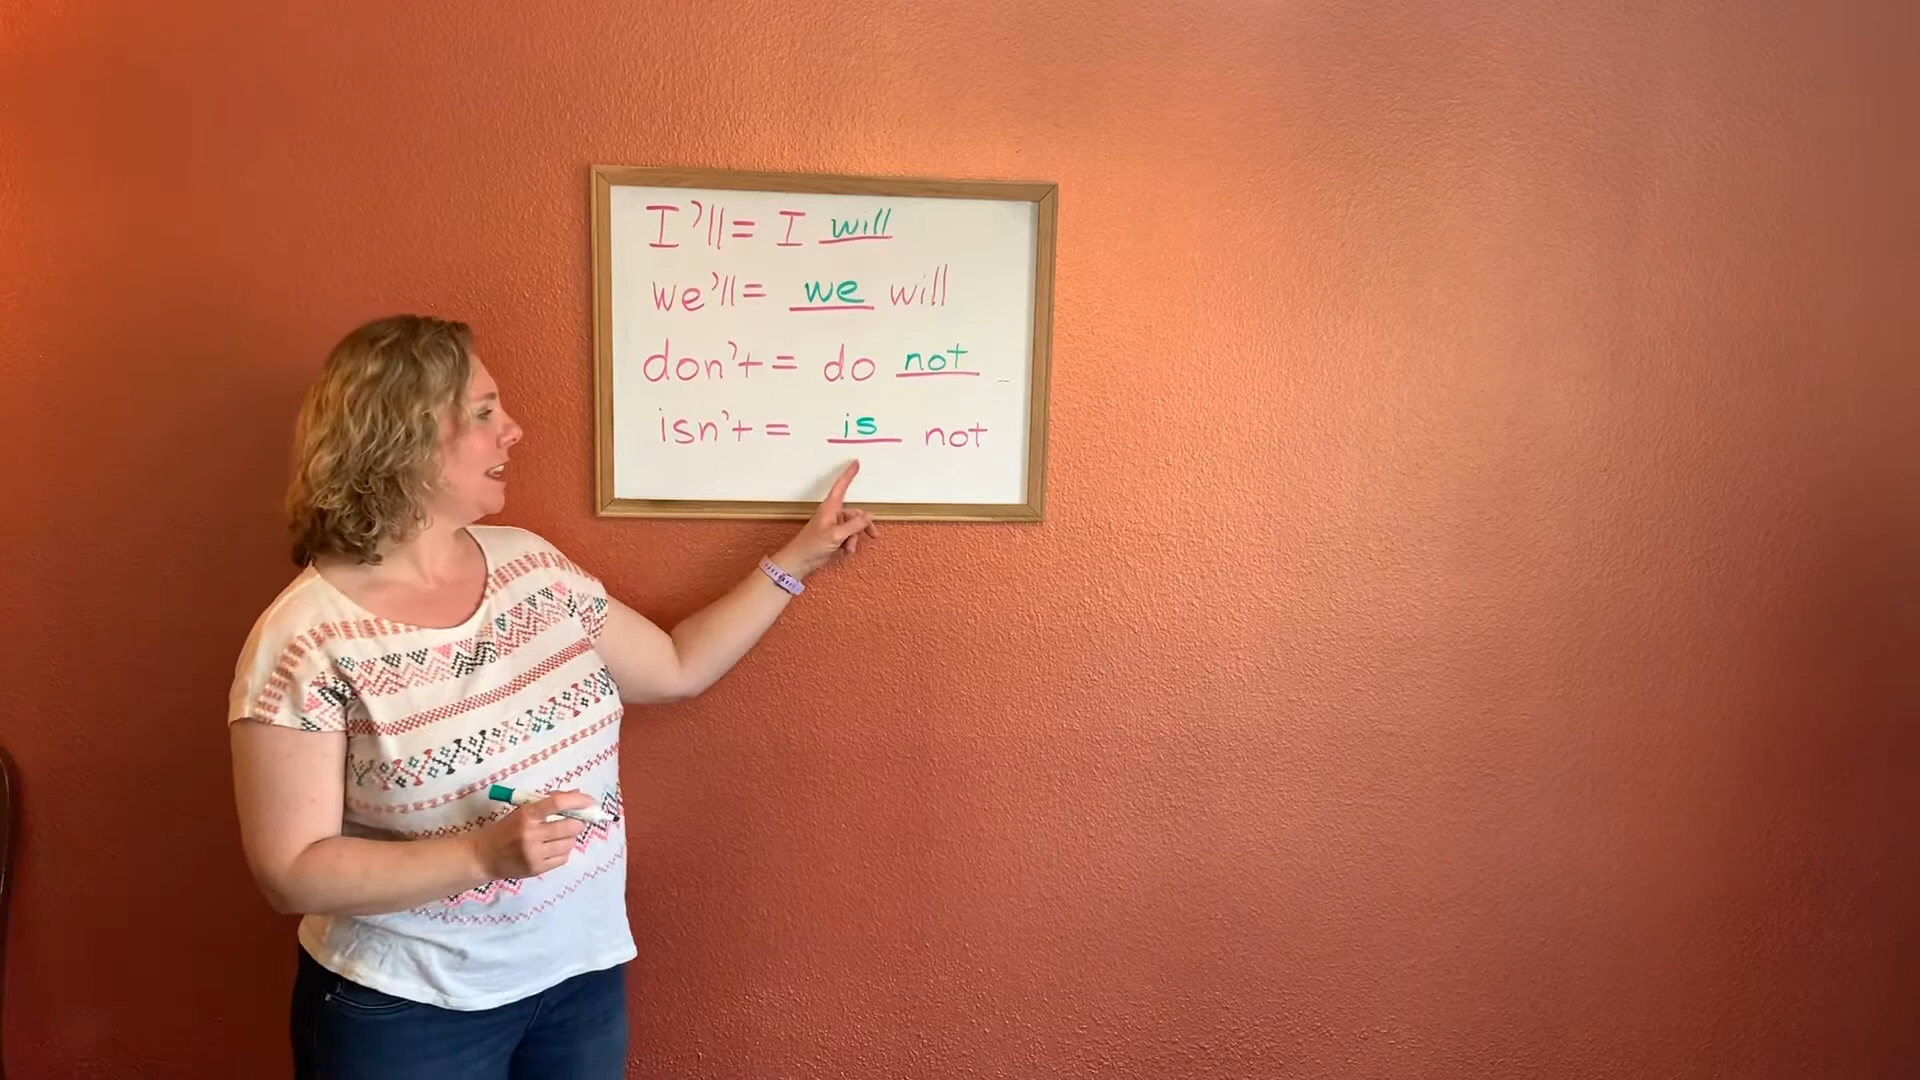 I'll = I will
we'll = we will
don't = do not
isn't = is not